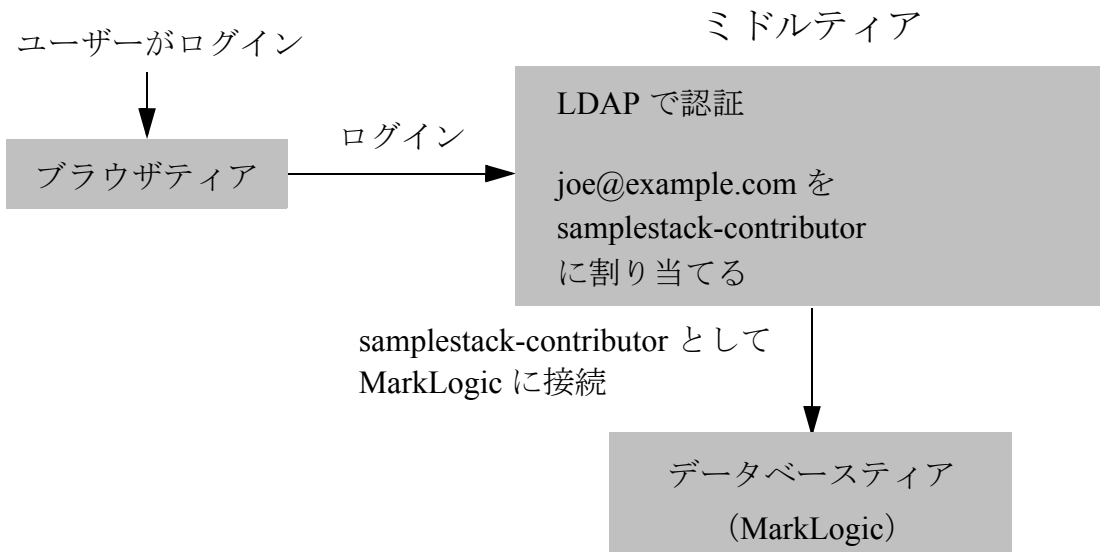 ミドルティア
ユーザーがログイン
ブラウザティア
ログイン
LDAP で認証
joe@example.com を
samplestack-contributor
に割り当てる
samplestack-contributor として
MarkLogic に接続
データベースティア
（MarkLogic）